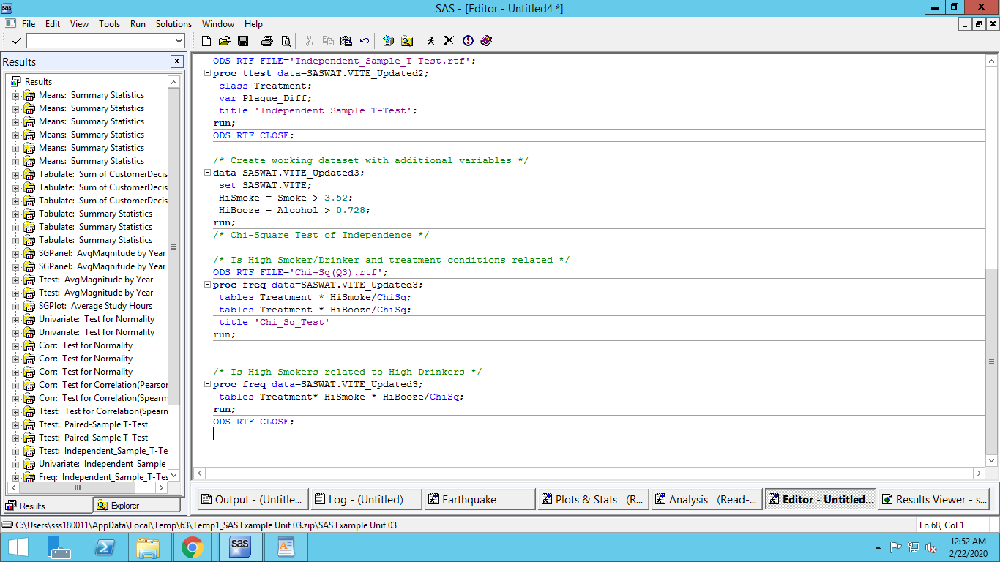 SAS - [Editor - Untitled4 *]
File Edit View Tools Run Solutions Window Help
Results
Results
Means: Summary Statistics
Means: Summary Statistics
Means: Summary Statistics
Means: Summary Statistics
Means: Summary Statistics
Means: Summary Statistics
Tabulate: Sum of CustomerDecis
Tabulate: Sum of CustomerDecis
Tabulate: Sum of CustomerDecis
Tabulate: Summary Statistics
Tabulate: Summary Statistics
Tabulate: Summary Statistics
SGPanel: AvgMagnitude by Year
SGPanel: AvgMagnitude by Year
Ttest: AvgMagnitude by Year
Ttest: AvgMagnitude by Year
SGPlot: Average Study Hours
Univariate: Test for Normality
Univariate: Test for Normality
Corr: Test for Normality
Corr: Test for Normality
Corr: Test for Normality
Corr: Test for Correlation(Pearson
Corr: Test for Correlation(Spearm
Ttest: Test for Correlation(Spearm
Ttest: Paired-Sample T-Test
Ttest: Paired-Sample T-Test
Ttest: Independent_Sample_T-Te
Univariate: Independent_Sample_
Freq: Independent_Sample_T-Tes
Results Explorer
ODS RTF FILE='Independent_Sample_T-Test.rtf';
proc ttest data=SASWAT.VITE_Updated2;
class Treatment;
var Plaque_Diff;
title 'Independent_Sample_T-Test';
run;
ODS RTF CLOSE;
/* Create working dataset with additional variables */
data SASWAT.VITE_Updated3;
set SASWAT.VITE;
HiSmoke = Smoke > 3.52;
HiBooze = Alcohol > 0.728;
run;
/* Chi-Square Test of Independence */
/* Is High Smoker/Drinker and treatment conditions related */
ODS RTF FILE='Chi-Sq(Q3).rtf';
proc freq data=SASWAT.VITE_Updated3;
tables Treatment * HiSmoke/ChiSq;
tables Treatment * HiBooze/ChiSq;
title 'Chi_Sq_Test'
run;
/* Is High Smokers related to High Drinkers */
proc freq data=SASWAT.VITE_Updated3;
tables Treatment* HiSmoke * HiBooze/ChiSq;
run;
ODS RTF CLOSE;
Output - (Untitle... Log - (Untitled) Earthquake Plots & Stats (R... Analysis (Read-... Editor - Untitled... Results Viewer - s...
C:\Users\sss180011\AppData\Local\Temp\63\Temp1_SAS Example Unit 03.zip\SAS Example Unit 03
Ln 68, Col 1
sas
12:52 AM
2/22/2020